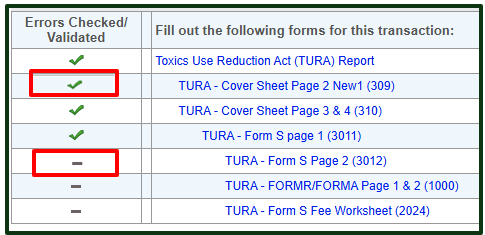 Errors Checked/
Validated
Fill out the following forms for this transaction:
Toxics Use Reduction Act (TURA) Report
TURA - Cover Sheet Page 2 New1 (309)
TURA - Cover Sheet Page 3 & 4 (310)
TURA - Form S page 1 (3011)
TURA - Form S Page 2 (3012)
TURA - FORMR/FORMA Page 1 & 2 (1000)
TURA - Form S Fee Worksheet (2024)